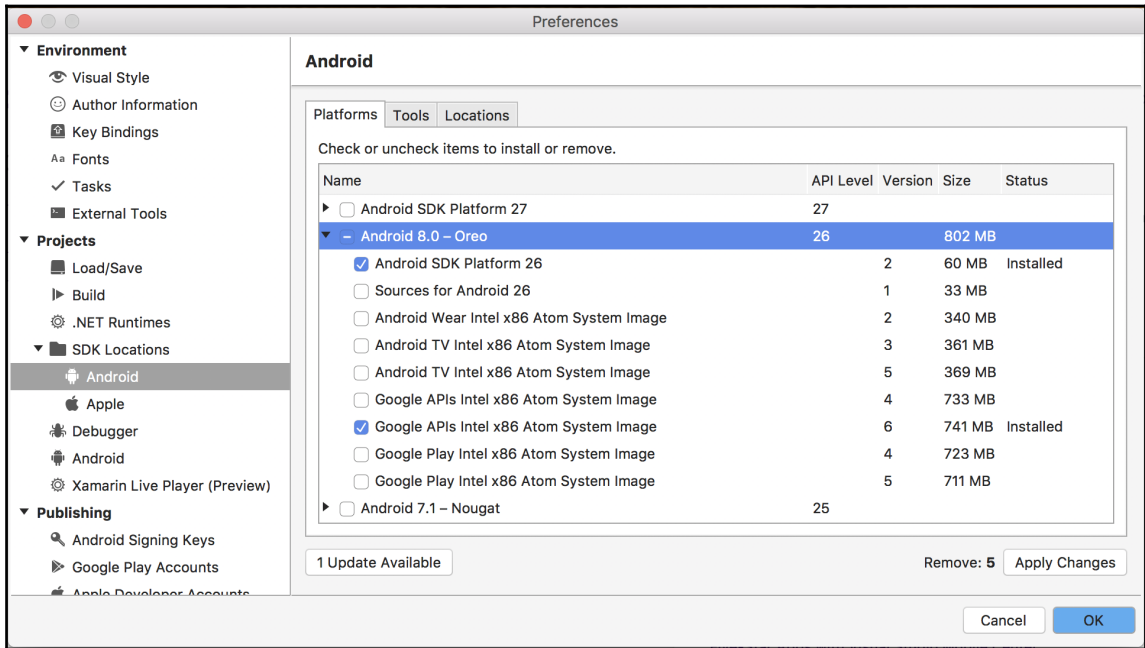 Preferences
Environment
Visual Style
Author Information
Key Bindings
Aa Fonts
Tasks
External Tools
Projects
Load/Save
Build
.NET Runtimes
SDK Locations
Android
Apple
Debugger
Android
Xamarin Live Player (Preview)
Publishing
Android Signing Keys
Google Play Accounts
Apple Developer Accounts
Android
Platforms Tools Locations
Check or uncheck items to install or remove.
Name API Level Version Size Status
Android SDK Platform 27 27
Android 8.0 – Oreo 26 802 MB
Android SDK Platform 26 2 60 MB Installed
Sources for Android 26 1 33 MB
Android Wear Intel x86 Atom System Image 2 340 MB
Android TV Intel x86 Atom System Image 3 361 MB
Android TV Intel x86 Atom System Image 5 369 MB
Google APIs Intel x86 Atom System Image 4 733 MB
Google APIs Intel x86 Atom System Image 6 741 MB Installed
Google Play Intel x86 Atom System Image 4 723 MB
Google Play Intel x86 Atom System Image 5 711 MB
Android 7.1 – Nougat 25
1 Update Available Remove: 5 Apply Changes
Cancel OK